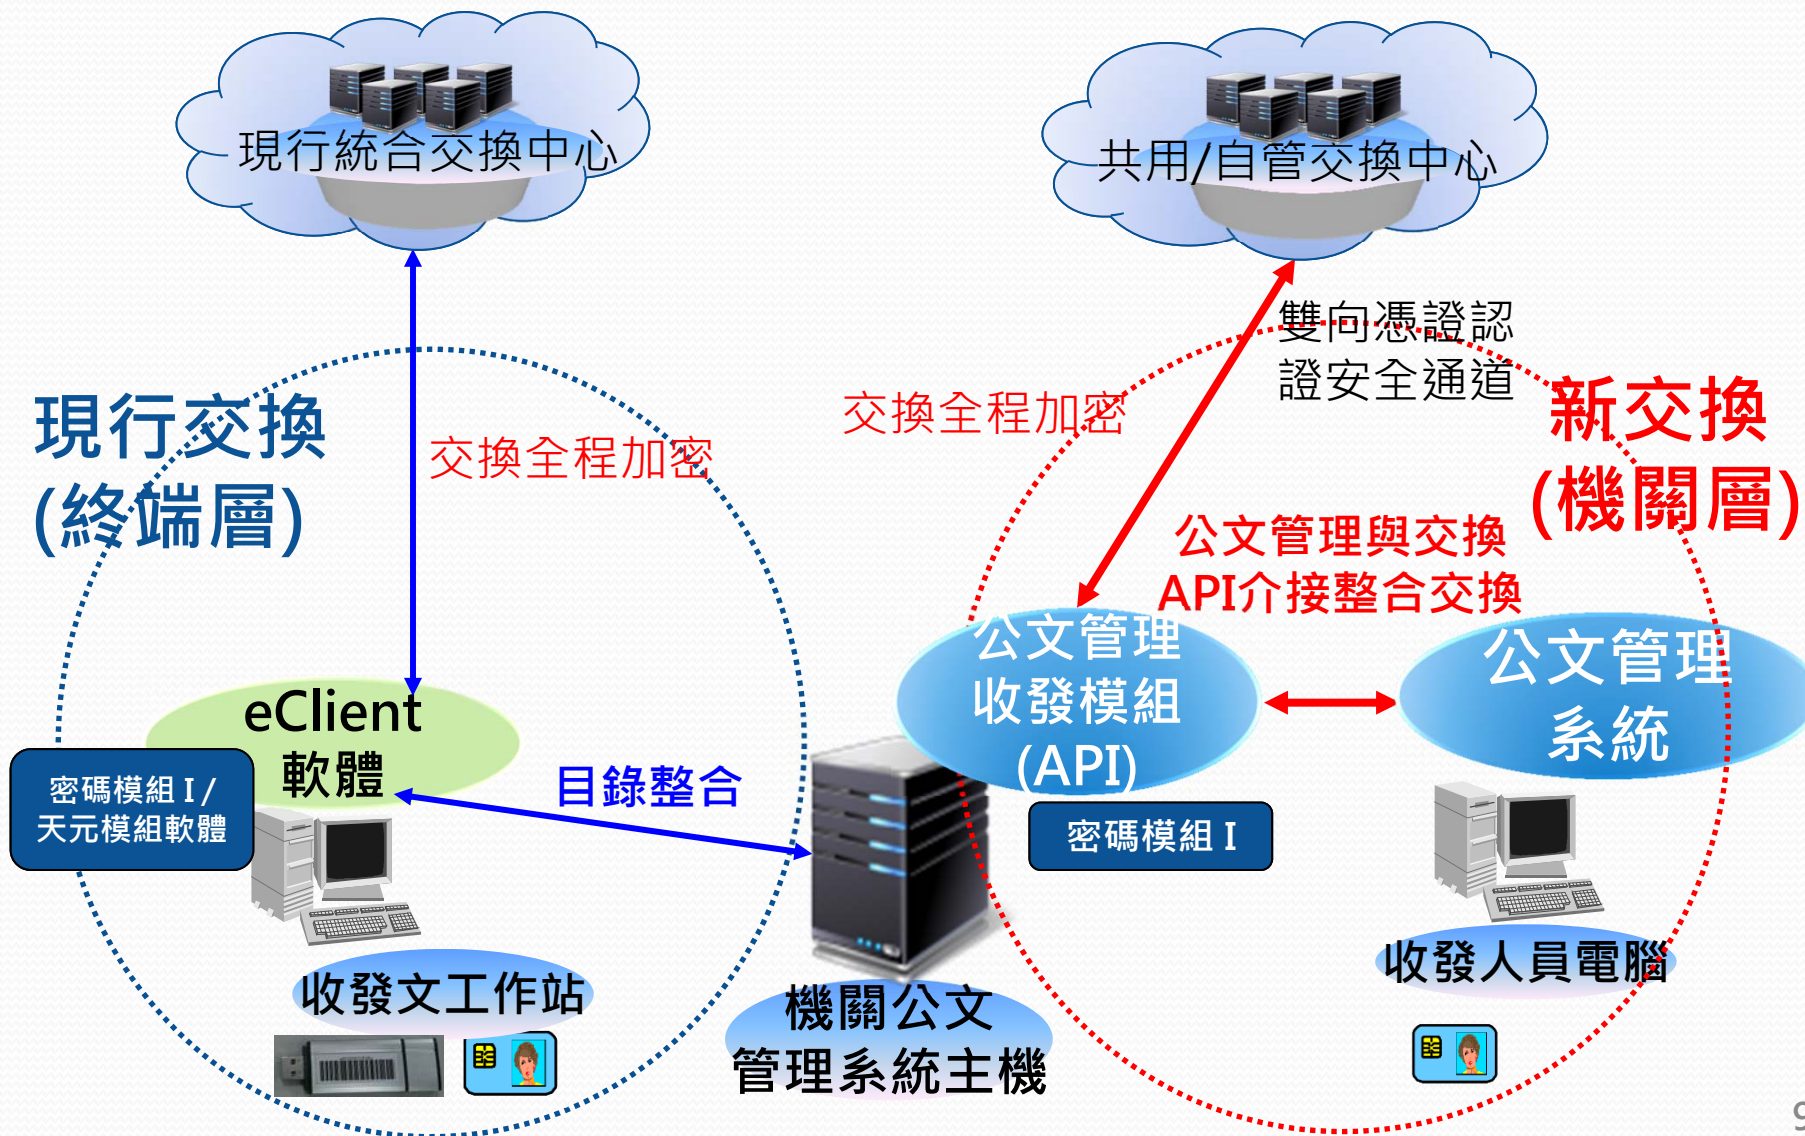 現行統合交換中心
共用/自管交換中心
雙向憑證認
證安全通道
現行交換
(終端層)
交換全程加密
交換全程加密
新交換
(機關層)
公文管理與交換
API介接整合交換
eClient
軟體
密碼模組 I /
天元模組軟體
目錄整合
公文管理
收發模組
(API)
公文管理
系統
密碼模組 I
收發文工作站
機關公文
管理系統主機
收發人員電腦
9